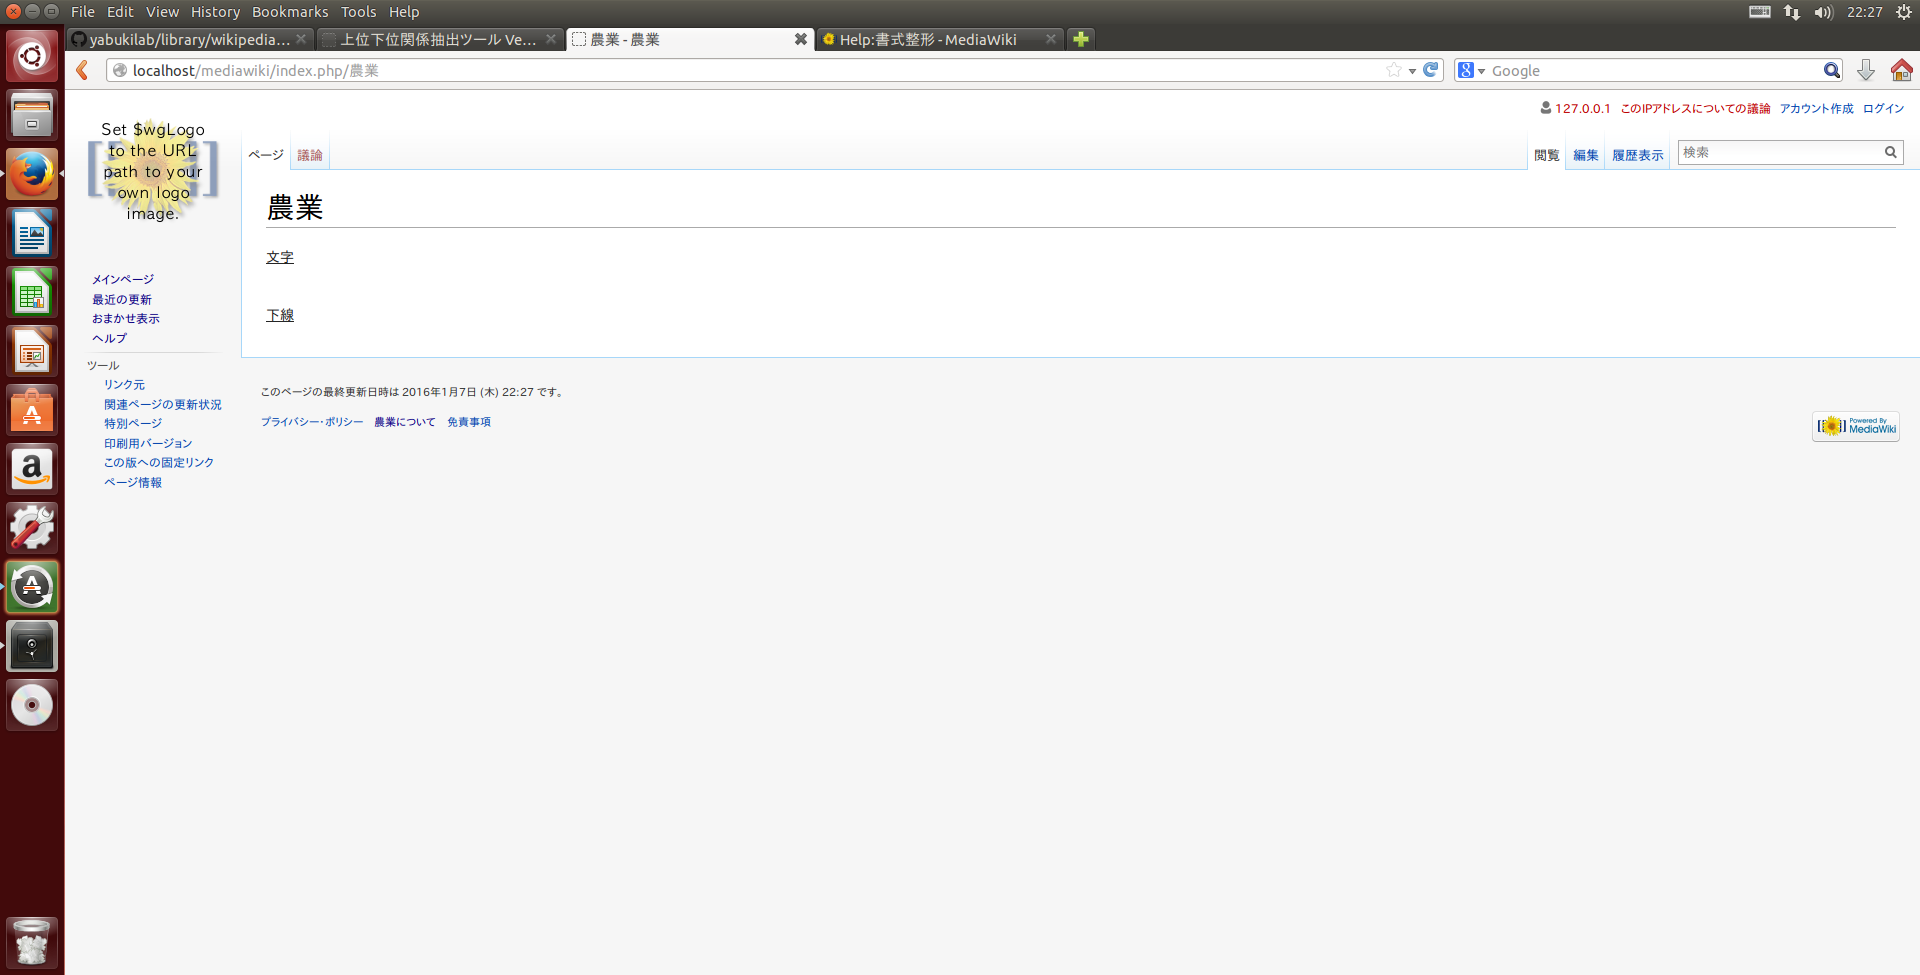 File Edit View History Bookmarks Tools Help 22:27
yabukilab/library/wikipedia... 上位下位関係抽出ツール Ve... 農業 - 農業 Help:書式整形 - MediaWiki
localhost/mediawiki/index.php/農業 Google
127.0.0.1 このIPアドレスについての議論 アカウント作成 ログイン
Set $wgLogo
to the URL
path to your
own logo
image.
ページ 議論 閲覧 編集 履歴表示 検索
農業
文字
下線
メインページ
最近の更新
おまかせ表示
ヘルプ
ツール
リンク元
関連ページの更新状況
特別ページ
印刷用バージョン
この版への固定リンク
ページ情報
このページの最終更新日時は 2016年1月7日 (木) 22:27 です。
プライバシー・ポリシー 農業について 免責事項
Powered By
MediaWiki